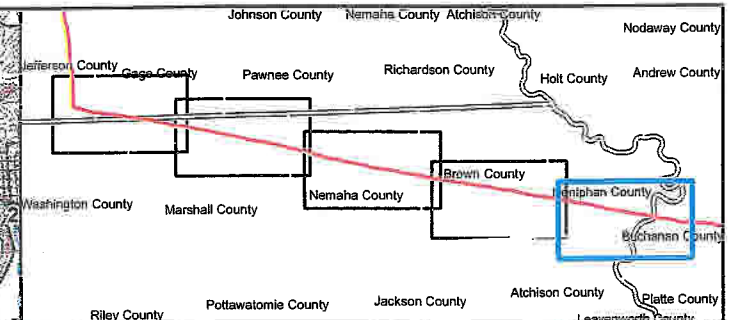 Johnson County
Nemaha County
Atchison County
Nodaway County
Jefferson County
Gage County
Pawnee County
Richardson County
Holt County
Andrew County
Brown County
Doniphan County
Nemaha County
Washington County
Marshall County
Buchanan County
Atchison County
Platte County
Jackson County
Pottawatomie County
Riley County
Leavenworth County